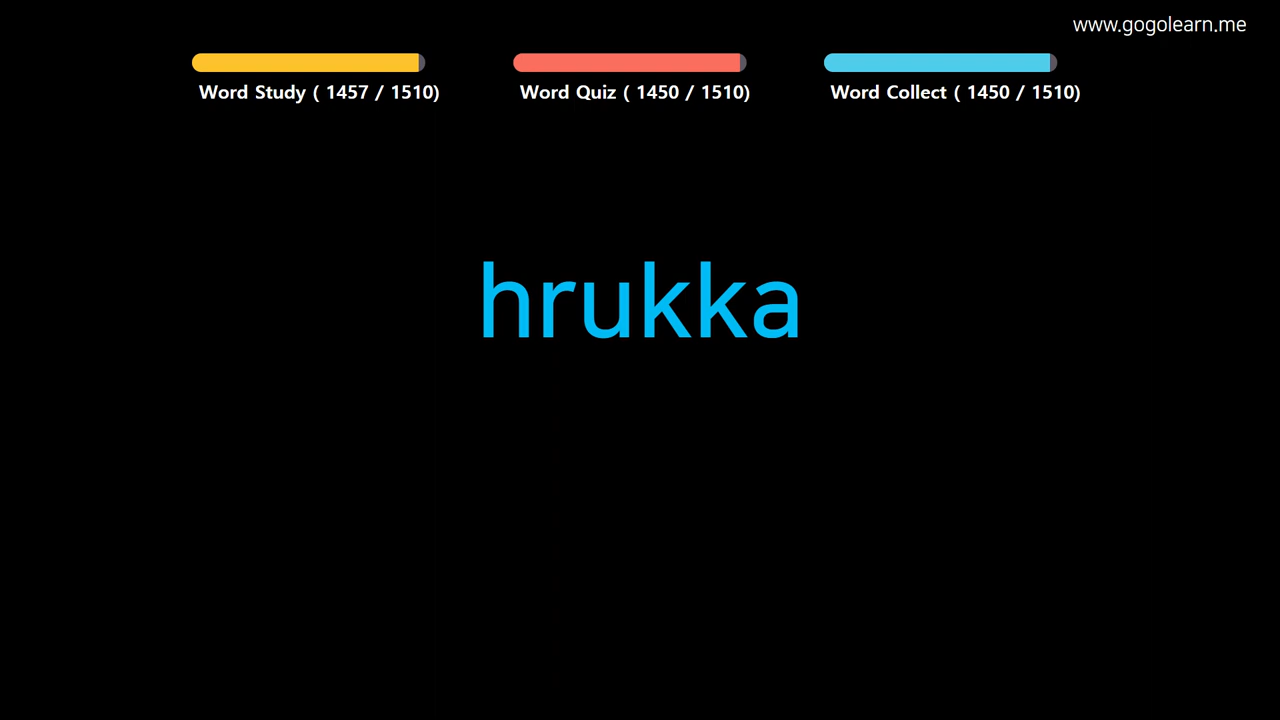 www.gogolearn.me
Word Study ( 1457 / 1510)
Word Quiz ( 1450 / 1510)
Word Collect ( 1450 / 1510)
hrukka